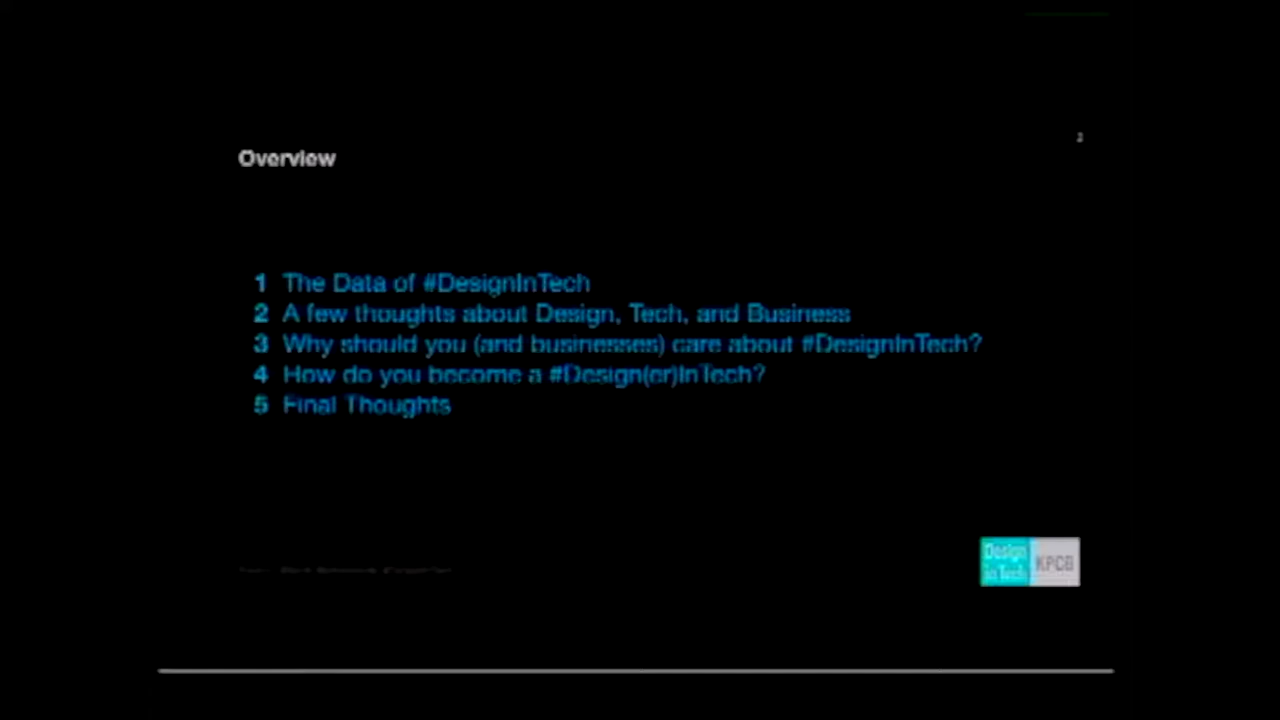 2
Overview
1 The Data of #DesignInTech
2 A few thoughts about Design, Tech, and Business
3 Why should you (and businesses) care about #DesignInTech?
4 How do you become a #Design(er)InTech?
5 Final Thoughts
Design
in Tech
KPCB